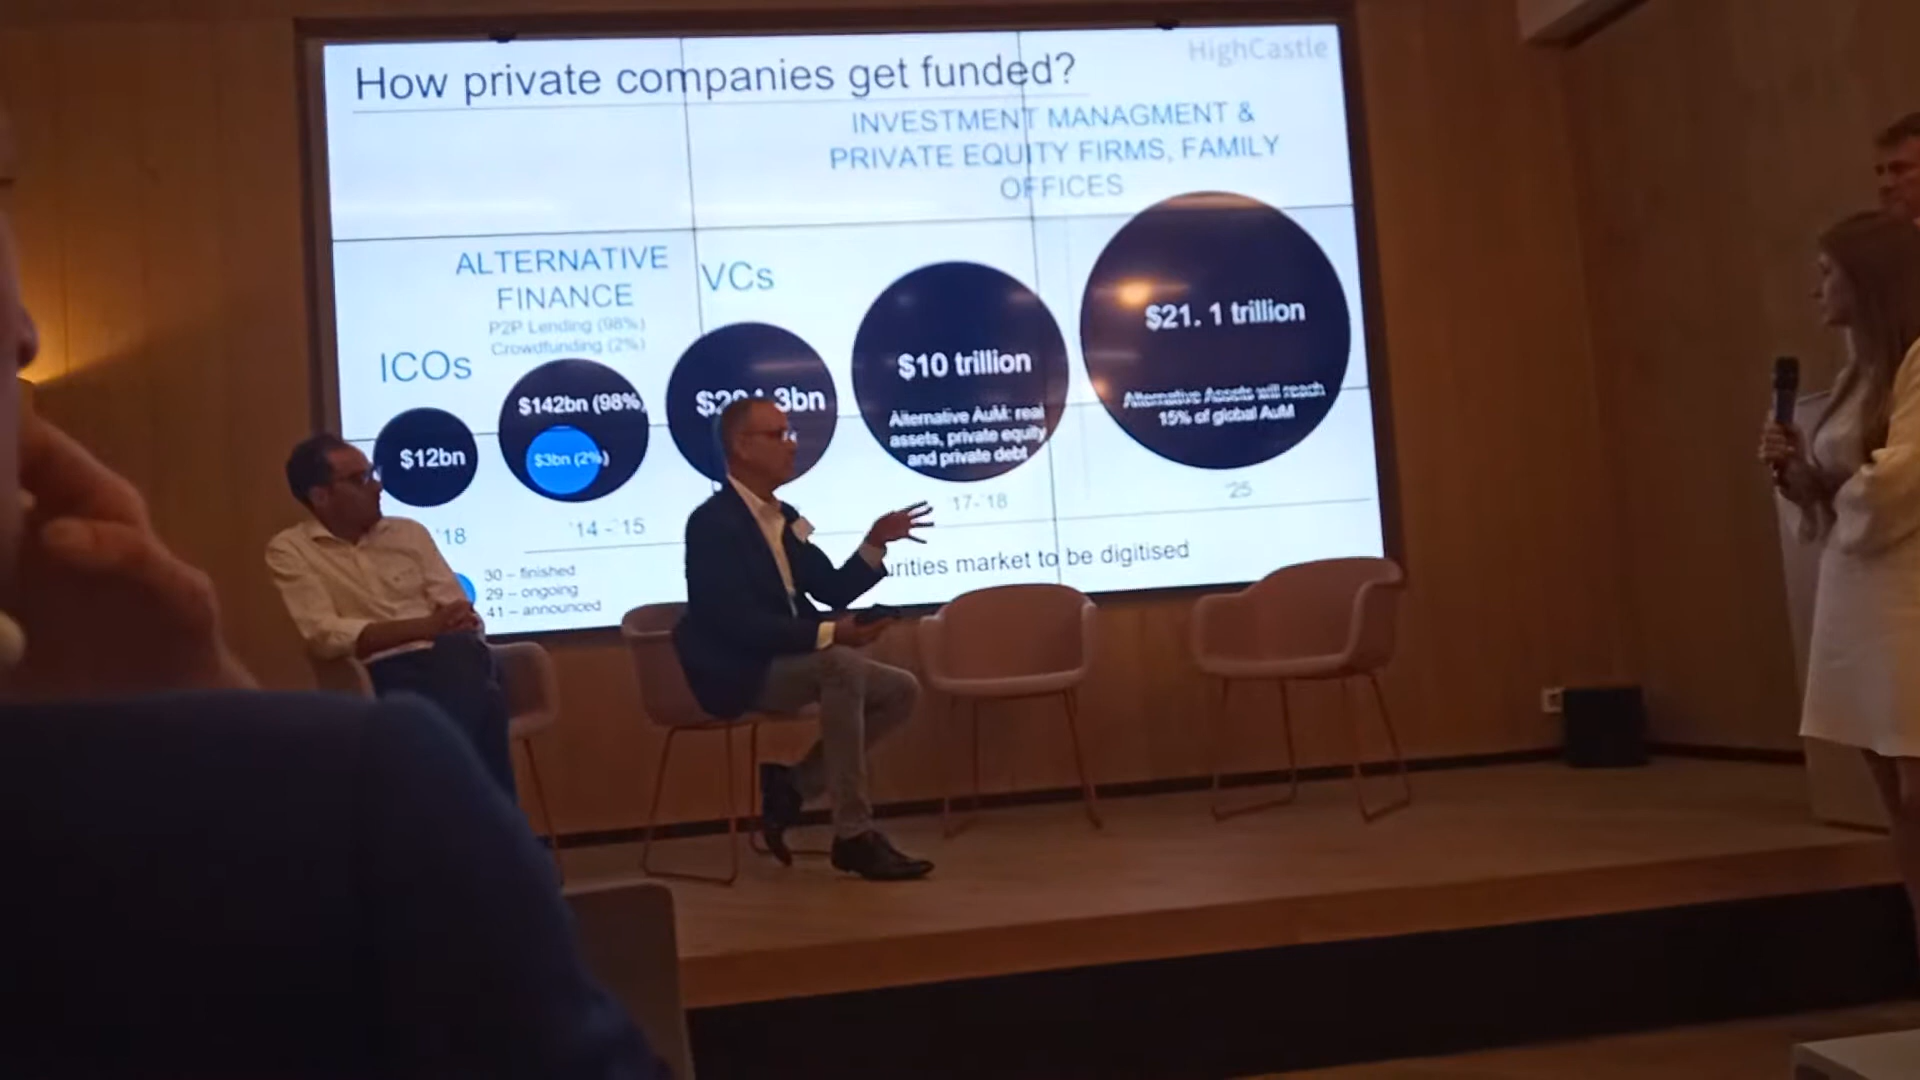 How private companies get funded?
HighCastle
INVESTMENT MANAGMENT &
PRIVATE EQUITY FIRMS, FAMILY
OFFICES
ALTERNATIVE
FINANCE
P2P Lending (98%)
Crowdfunding (2%)
VCs
ICOs
$12bn
$142bn (98%)
$3bn (2%)
3bn
$10 trillion
Alternative AuM: real
assets, private equity
and private debt
$21. 1 trillion
Alternative Assets will reach
15% of global AuM
'18
'14 - '15
'17-'18
'25
30 – finished
29 – ongoing
41 – announced
market to be digitised